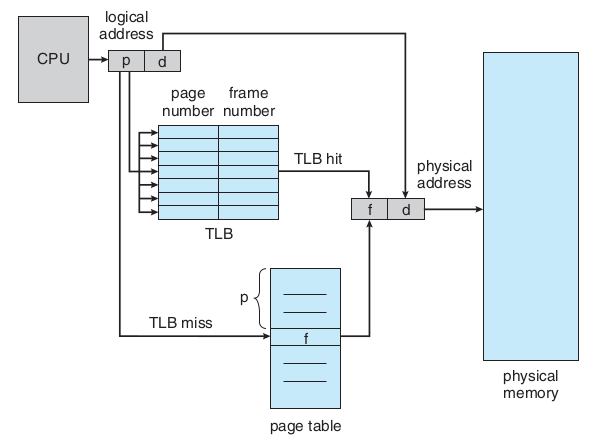 logical
address
CPU
p
d
page
number
frame
number
TLB hit
physical
address
f
d
TLB
p
TLB miss
f
physical
memory
page table